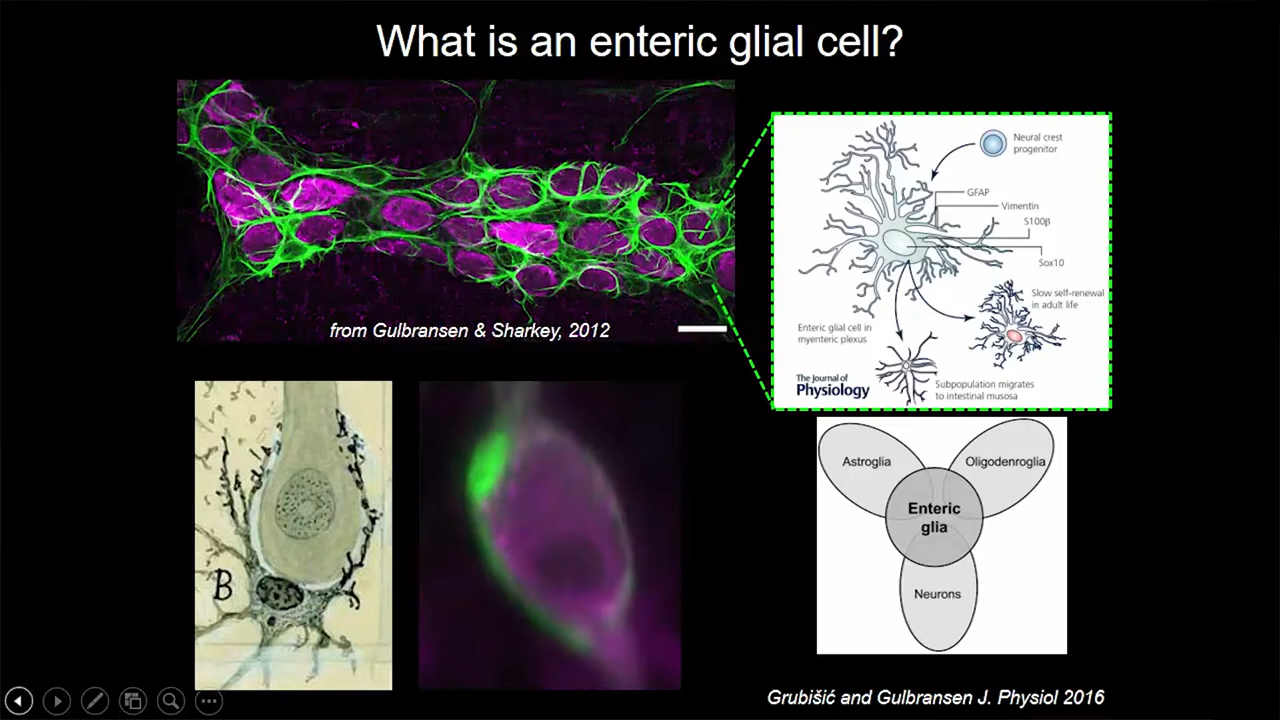 What is an enteric glial cell?
from Gulbransen & Sharkey, 2012
Neural crest
progenitor
GFAP
Vimentin
S100β
Sox10
Slow self-renewal
in adult life
Enteric glial cell in
myenteric plexus
The Journal of
Physiology
Subpopulation migrates
to intestinal musosa
B
Astroglia
Oligodenroglia
Enteric
glia
Neurons
Grubišić and Gulbransen J. Physiol 2016